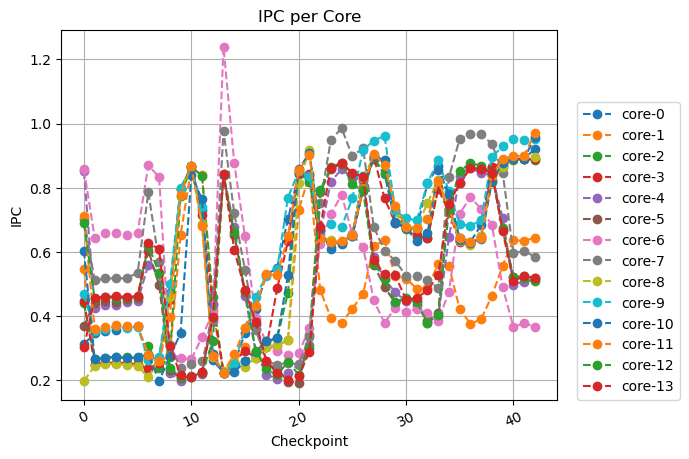 IPC per Core
IPC
1.2
1.0
0.8
0.6
0.4
0.2
0
10
20
30
40
Checkpoint
core-0
core-1
core-2
core-3
core-4
core-5
core-6
core-7
core-8
core-9
core-10
core-11
core-12
core-13